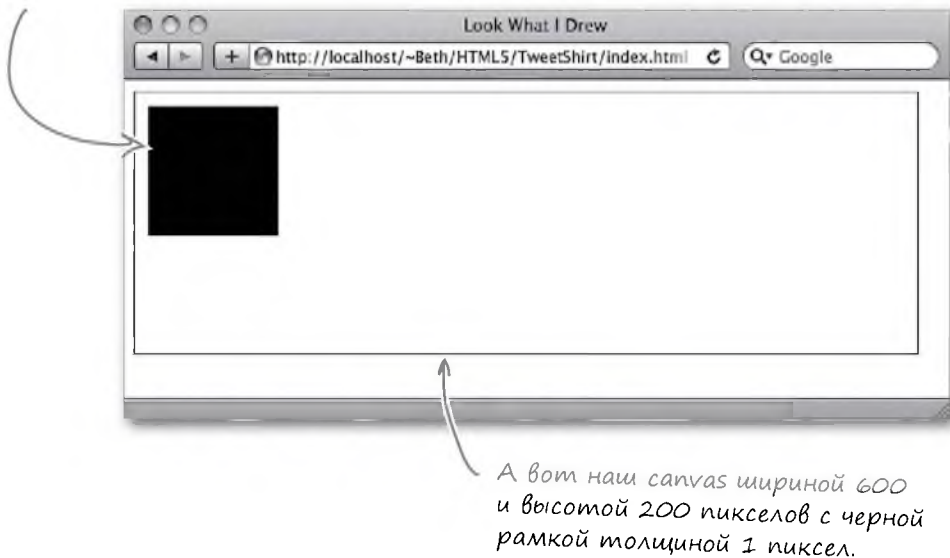 Look What I Drew
http://localhost/~Beth/HTML5/TweetShirt/index.html
Google
А вот наш canvas шириной 600
и высотой 200 пикселов с черной
рамкой толщиной 1 пиксел.